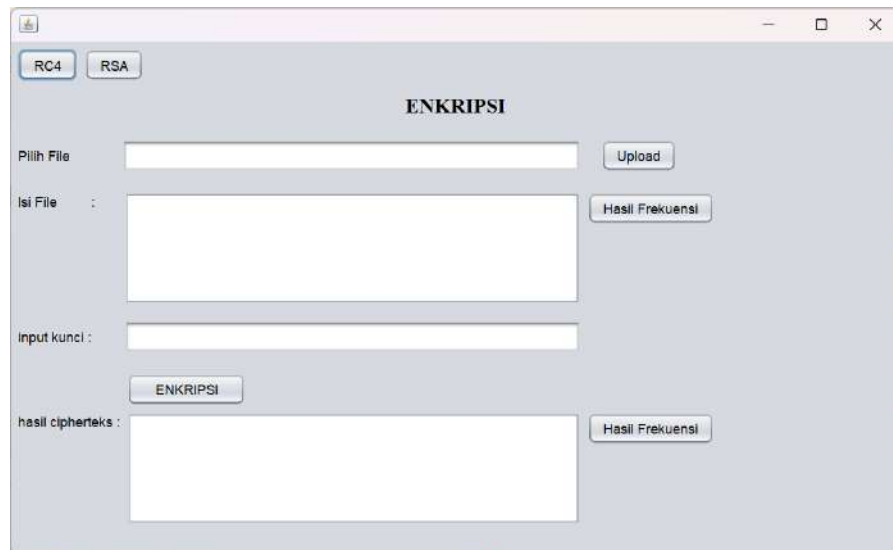 RC4 RSA
ENKRIPSI
Pilih File Upload
Isi File : Hasil Frekuensi
input kunci :
ENKRIPSI
hasil cipherteks : Hasil Frekuensi